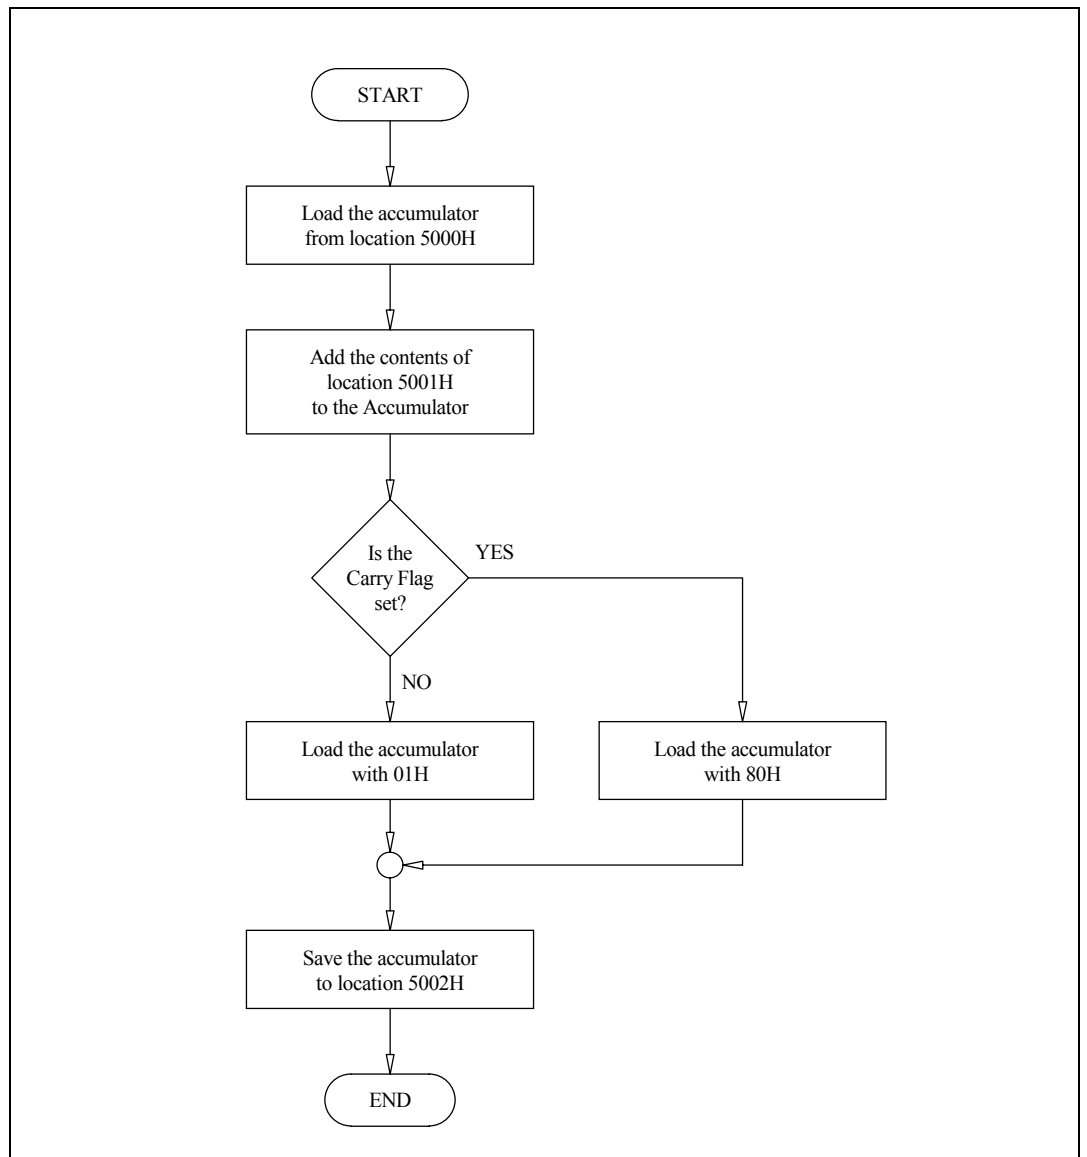 START
Load the accumulator
from location 5000H
Add the contents of
location 5001H
to the Accumulator
Is the
Carry Flag
set?
YES
NO
Load the accumulator
with 01H
Load the accumulator
with 80H
Save the accumulator
to location 5002H
END